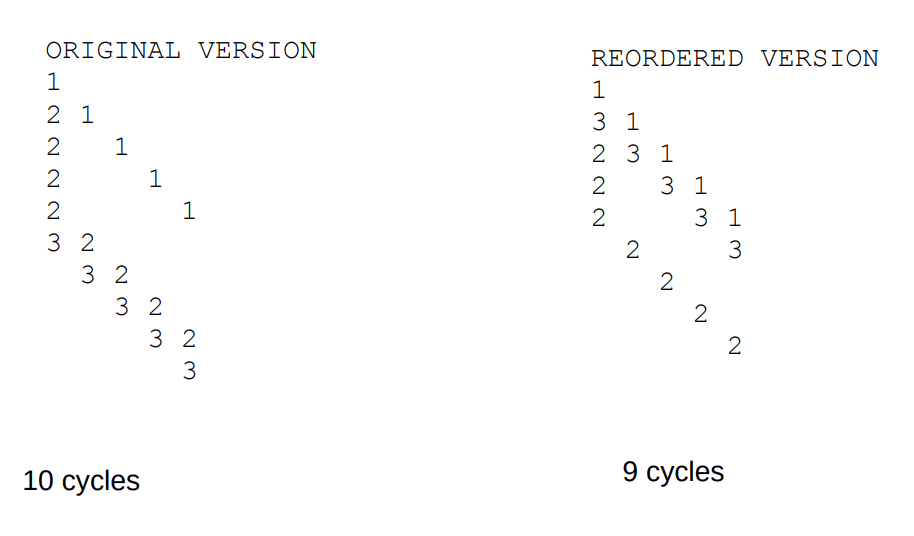 ORIGINAL VERSION
1
2 1
2   1
2     1
2       1
3 2
  3 2
    3 2
      3 2
        3
10 cycles
REORDERED VERSION
1
3 1
2 3 1
2   3 1
2     3 1
  2     3
    2
      2
        2
9 cycles